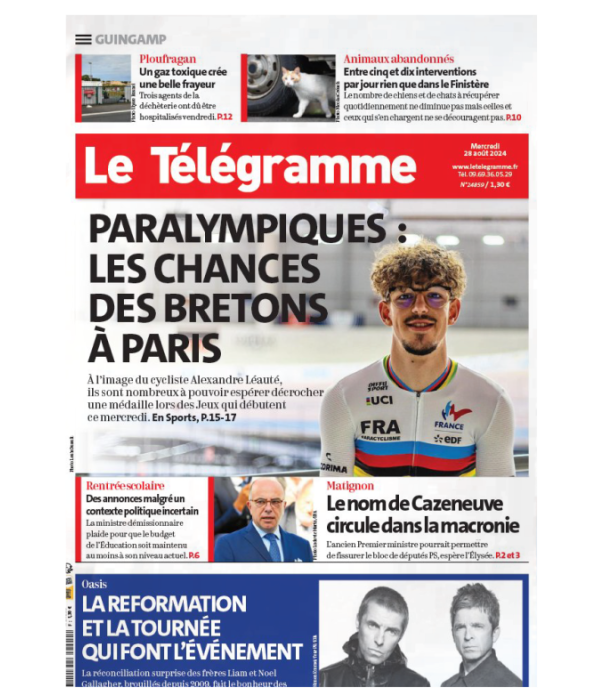 GUINGAMP
Ploufragan
Un gaz toxique crée
une belle frayeur
Trois agents de la
déchèterie ont dû être
hospitalisés vendredi. P.12
Animaux abandonnés
Entre cinq et dix interventions
par jour rien que dans le Finistère
Le nombre de chiens et de chats à récupérer
quotidiennement ne diminue pas mais celles et
ceux qui s'en chargent ne se découragent pas. P.10
Le Télégramme
Mercredi
28 août 2024
www.letelegramme.fr
Tél. 09.69.36.05.29
N°24859 / 1,90 €
PARALYMPIQUES :
LES CHANCES
DES BRETONS
À PARIS
À l'image du cycliste Alexandre Léauté,
ils sont nombreux à pouvoir espérer décrocher
une médaille lors des Jeux qui débutent
ce mercredi. En Sports, P.15-17
UCI
FRA
PARACYCLISME
FRANCE
edf
Rentrée scolaire
Des annonces malgré un
contexte politique incertain
La ministre démissionnaire
plaide pour que le budget
de l'Éducation soit maintenu
au moins à son niveau actuel. P.6
Matignon
Le nom de Cazeneuve
circule dans la macronie
L'ancien Premier ministre pourrait permettre
de fissurer le bloc de députés PS, espère l'Élysée. P.2 et 3
Oasis
LA REFORMATION
ET LA TOURNÉE
QUI FONT L'ÉVÉNEMENT
La réconciliation surprise des frères Liam et Noel
Gallagher, brouillés depuis 2009, fait le bonheur des